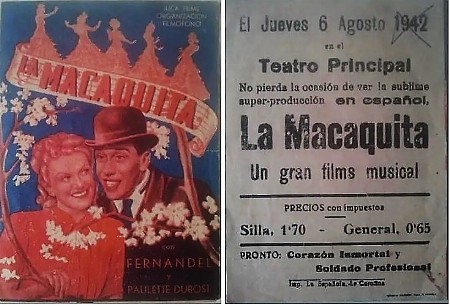 JUCA FILMS
ORGANIZACION
FILMOFONO
LA MACAQUITA
con
FERNANDEL
Y
PAULETTE DUBOST
El Jueves 6 Agosto 1942
en el
Teatro Principal
No pierda la ocasión de ver la sublime
super-producción en español,
La Macaquita
Un gran films musical
PRECIOS con impuestos
Silla, 1'70 - General, 0'65
PRONTO: Corazón Inmortal y
Soldado Profesional
Imp. La Española, de Carolina